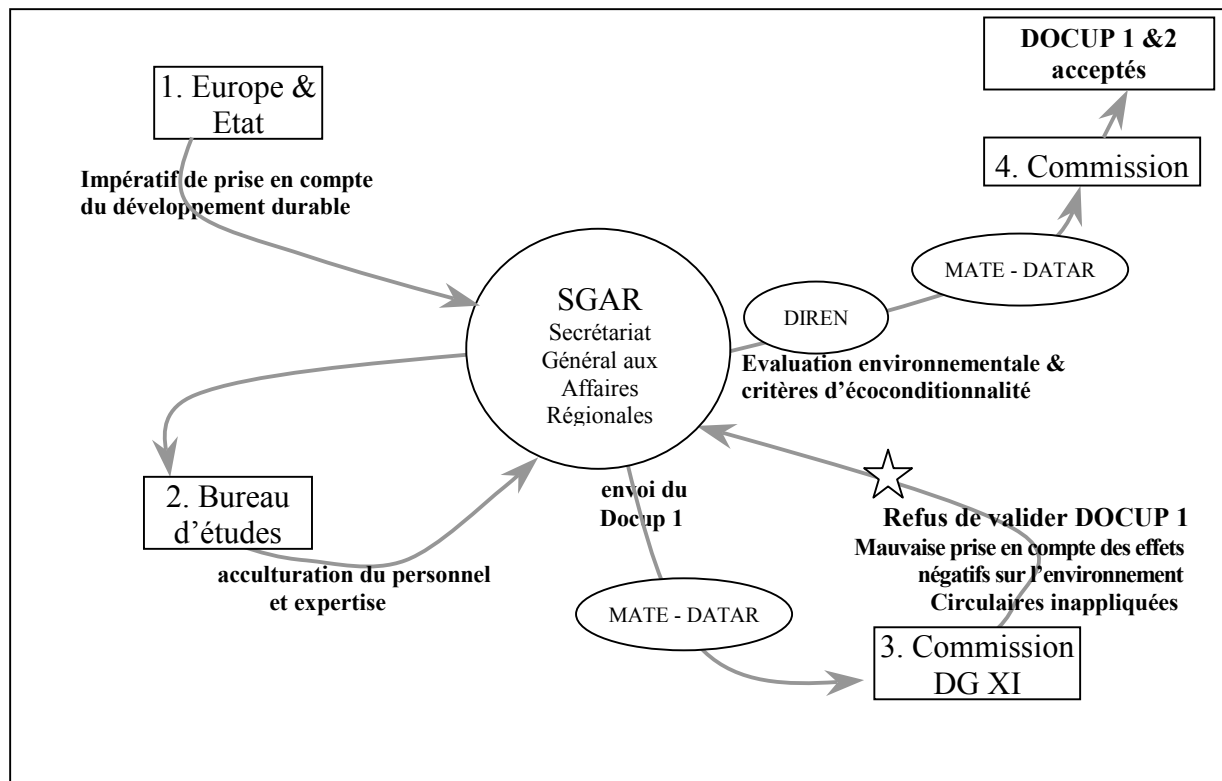 1. Europe &
Etat
Impératif de prise en compte
du développement durable
DOCUP 1 &2
acceptés
4. Commission
MATE - DATAR
DIREN
Evaluation environnementale &
critères d'écoconditionnalité
SGAR
Secrétariat
Général aux
Affaires
Régionales
2. Bureau
d'études
acculturation du personnel
et expertise
envoi du
Docup 1
MATE - DATAR
3. Commission
DG XI
Refus de valider DOCUP 1
Mauvaise prise en compte des effets
négatifs sur l'environnement
Circulaires inappliquées